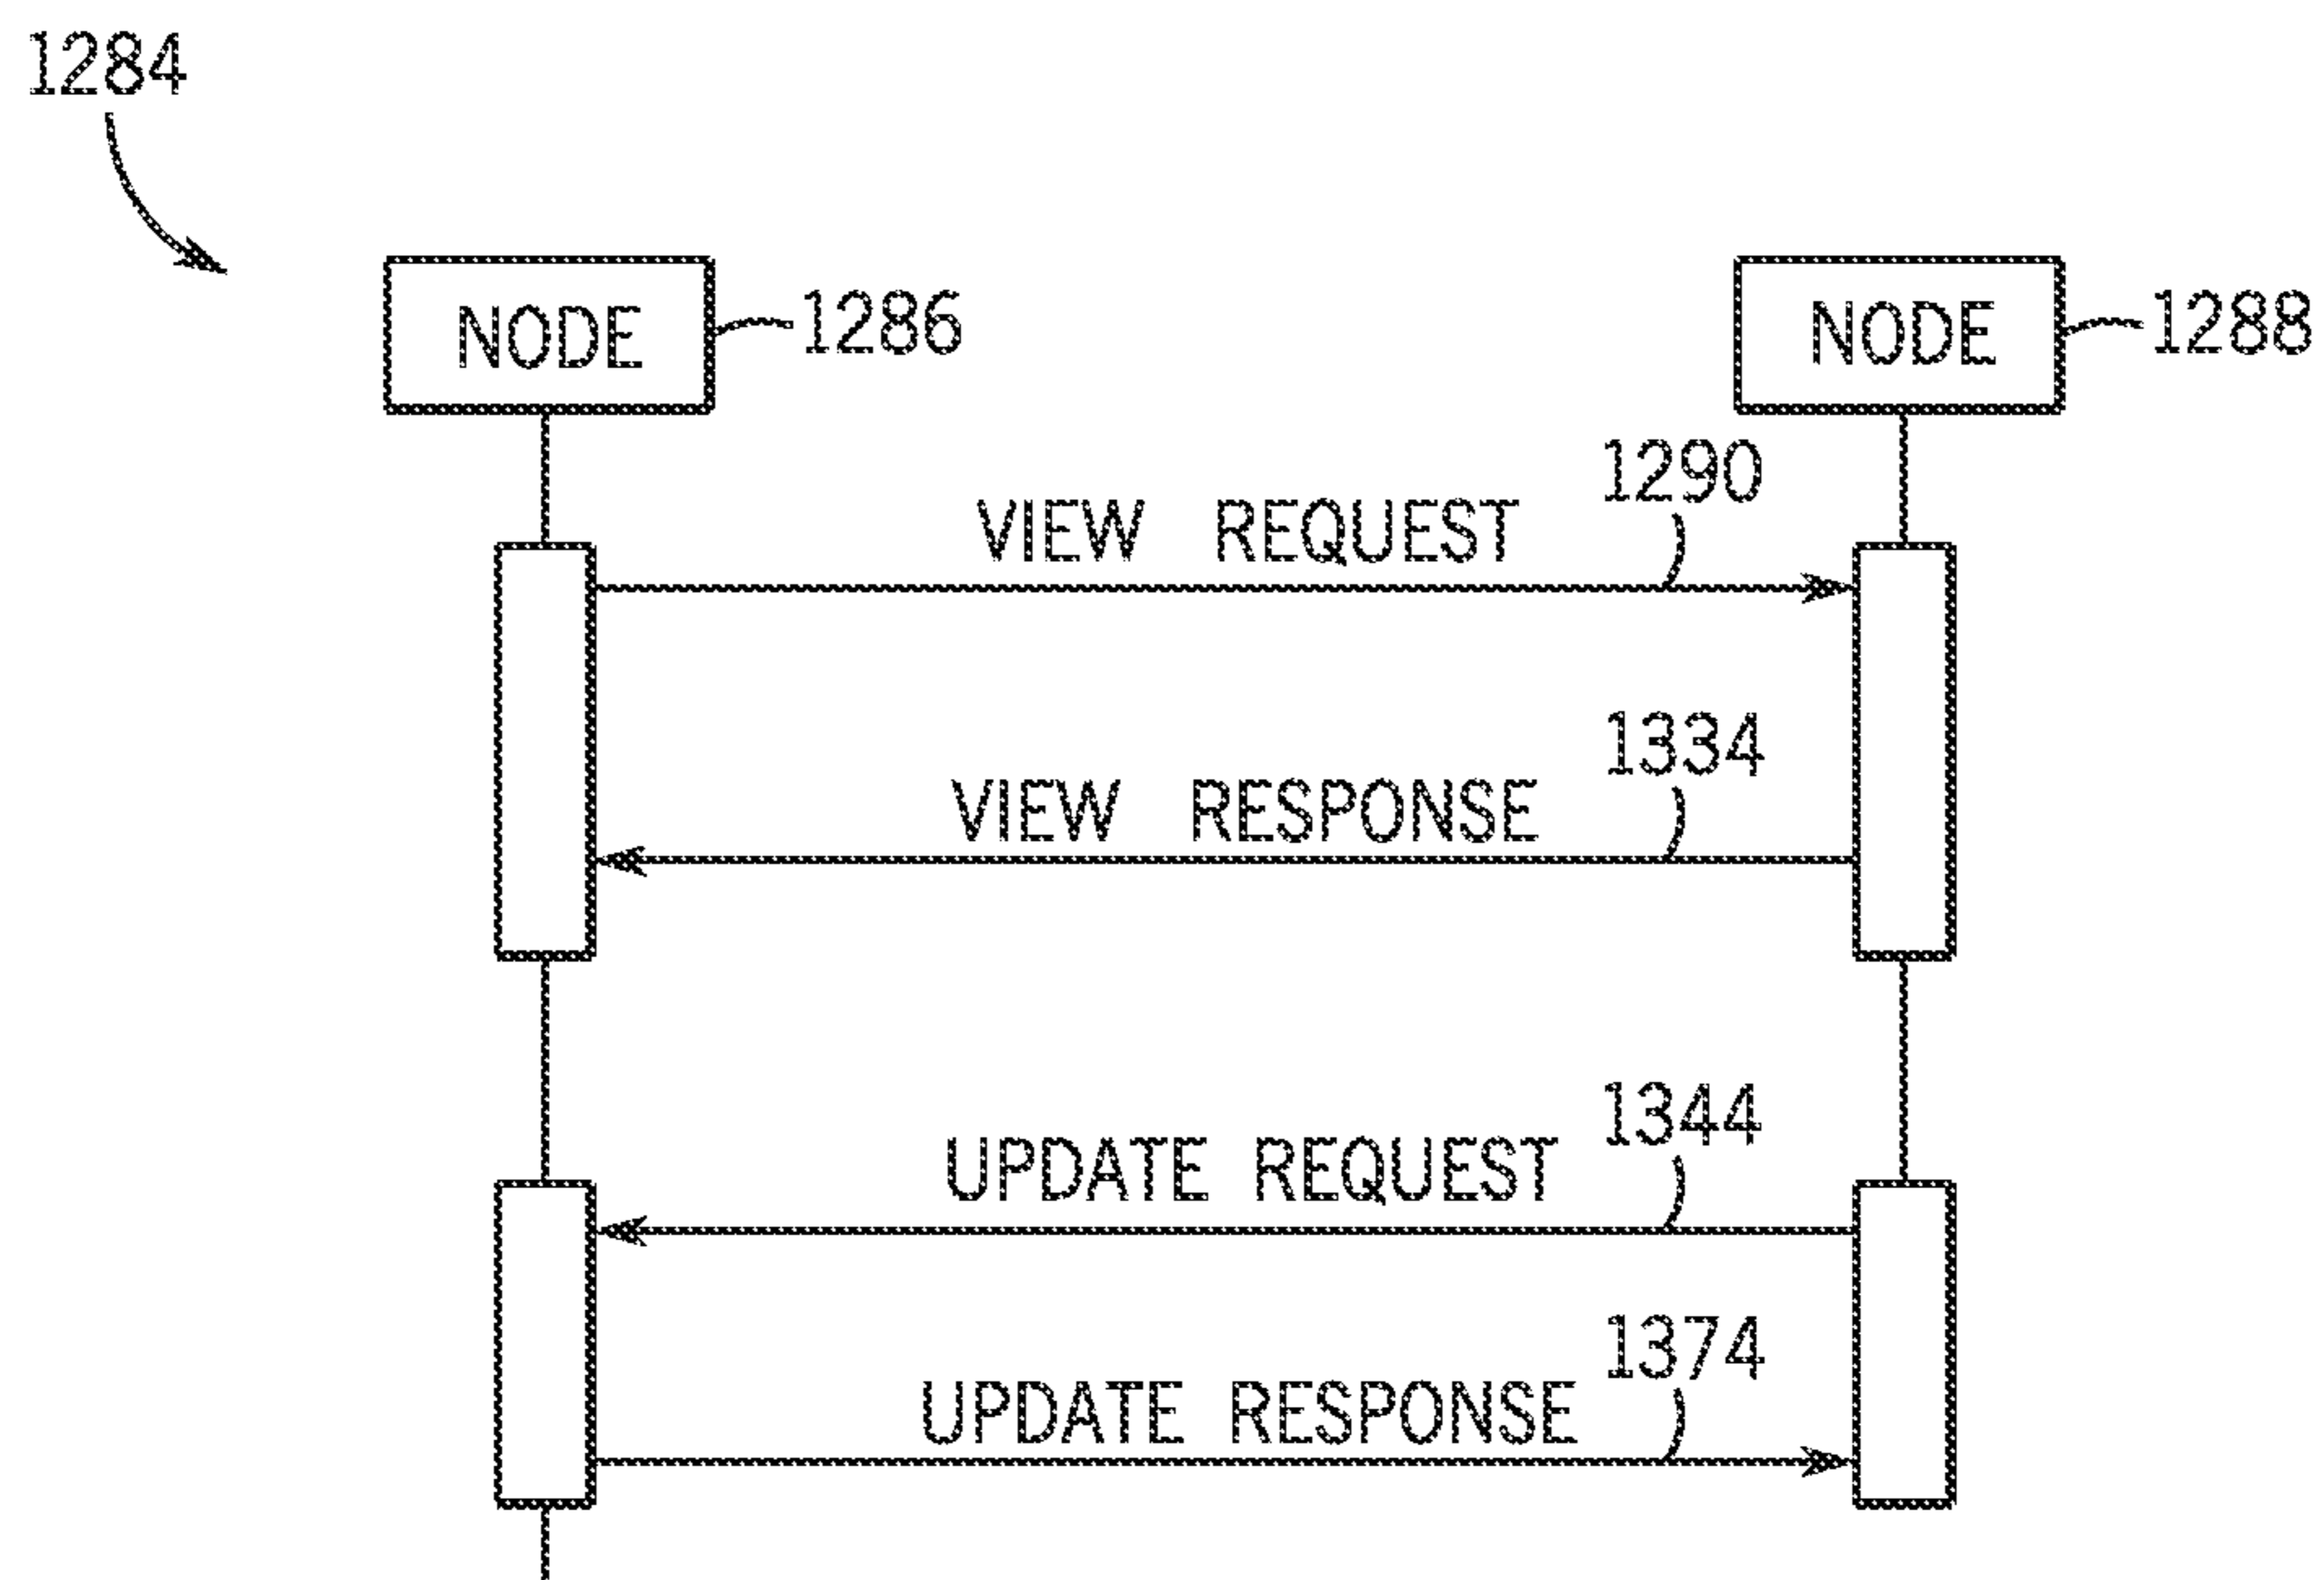 1284
NODE
1286
NODE
1288
1290
VIEW REQUEST
1334
VIEW RESPONSE
1344
UPDATE REQUEST
1374
UPDATE RESPONSE